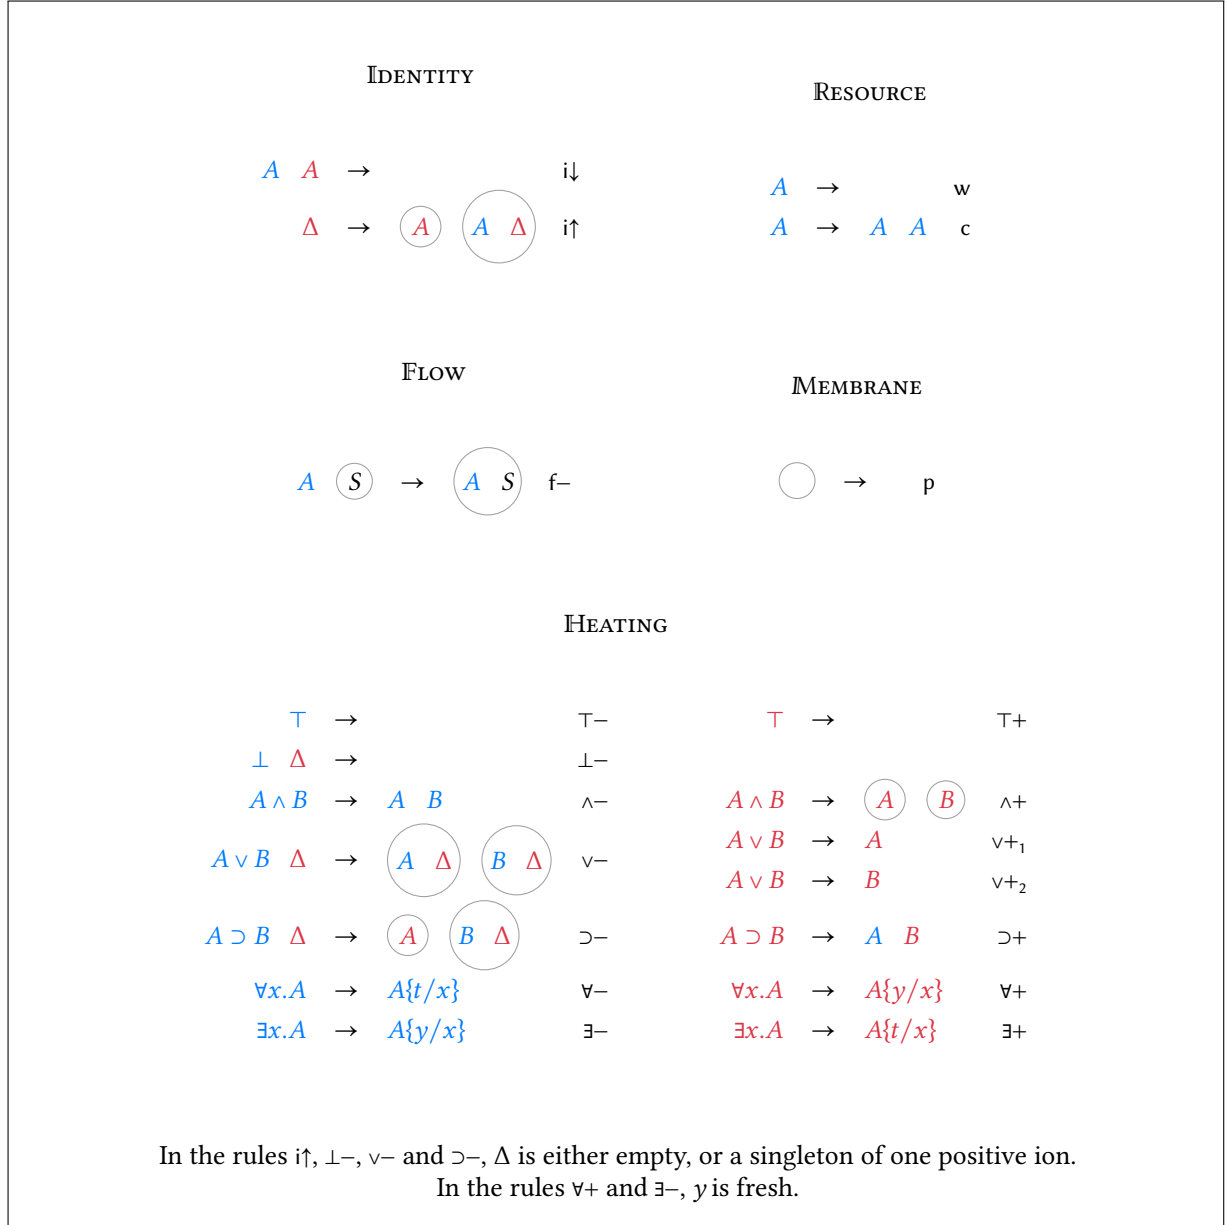 𝕀DENTITY
A A → i↓
Δ → A A Δ i↑
ℝESOURCE
A → w
A → A A c
𝔽LOW
A S → A S f−
𝕄EMBRANE
→ p
ℍEATING
⊤ → ⊤−
⊥ Δ → ⊥−
A ∧ B → A B ∧−
A ∨ B Δ → A Δ B Δ ∨−
A ⊃ B Δ → A B Δ ⊃−
∀x.A → A{t/x} ∀−
∃x.A → A{y/x} ∃−
⊤ → ⊤+
A ∧ B → A B ∧+
A ∨ B → A ∨+₁
A ∨ B → B ∨+₂
A ⊃ B → A B ⊃+
∀x.A → A{y/x} ∀+
∃x.A → A{t/x} ∃+
In the rules i↑, ⊥−, ∨− and ⊃−, Δ is either empty, or a singleton of one positive ion.
In the rules ∀+ and ∃−, y is fresh.